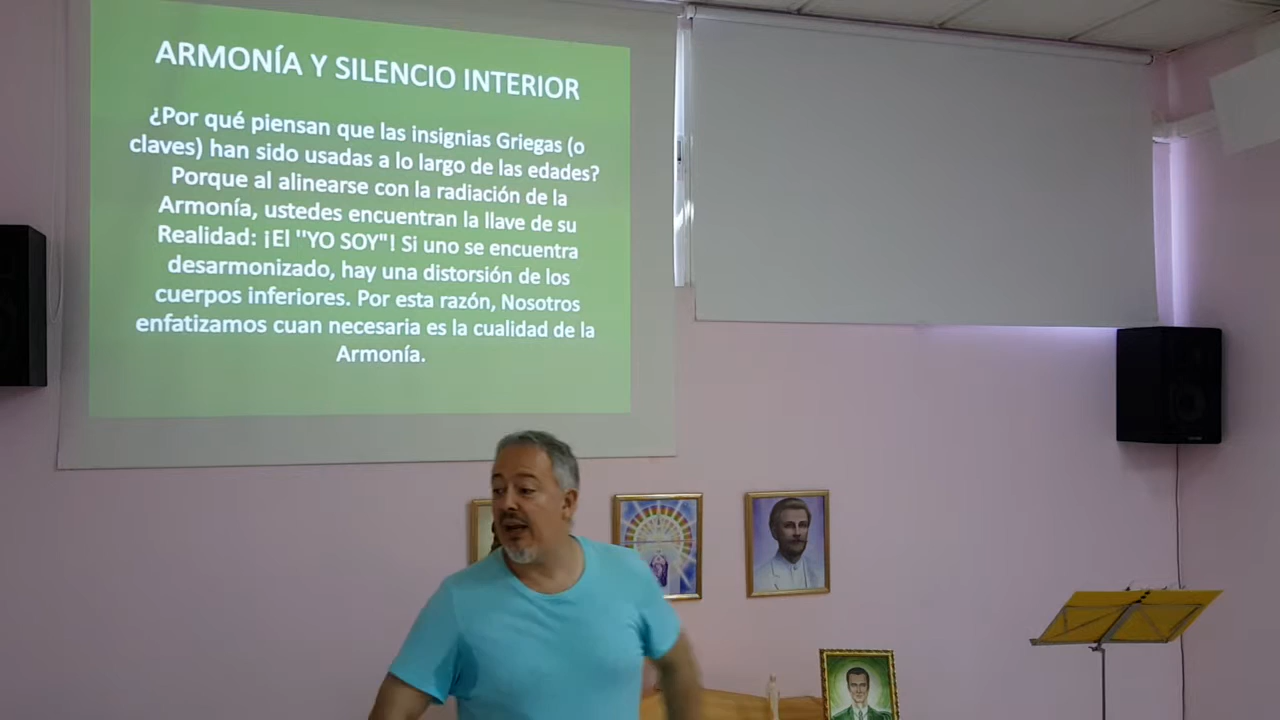 ARMONÍA Y SILENCIO INTERIOR
¿Por qué piensan que las insignias Griegas (o
claves) han sido usadas a lo largo de las edades?
Porque al alinearse con la radiación de la
Armonía, ustedes encuentran la llave de su
Realidad: ¡El "YO SOY"! Si uno se encuentra
desarmonizado, hay una distorsión de los
cuerpos inferiores. Por esta razón, Nosotros
enfatizamos cuan necesaria es la cualidad de la
Armonía.